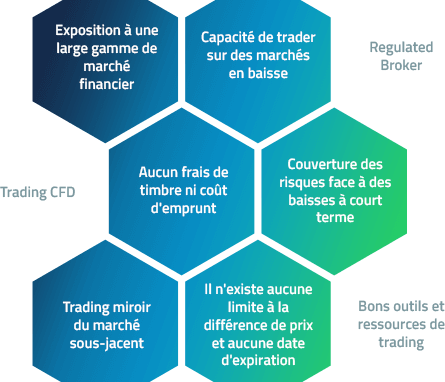 Exposition à une
large gamme de
marché
financier
Capacité de trader
sur des marchés
en baisse
Regulated
Broker
Trading CFD
Aucun frais de
timbre ni coût
d'emprunt
Couverture des
risques face à des
baisses à court
terme
Trading miroir
du marché
sous-jacent
Il n'existe aucune
limite à la
différence de prix
et aucune date
d'expiration
Bons outils et
ressources de
trading